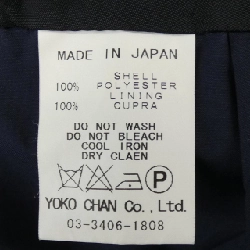 MADE IN JAPAN
SHELL
100% POLYESTER
LINING
100% CUPRA
DO NOT WASH
DO NOT BLEACH
COOL IRON
DRY CLAEN
P
YOKO CHAN Co., Ltd.
03-3406-1808